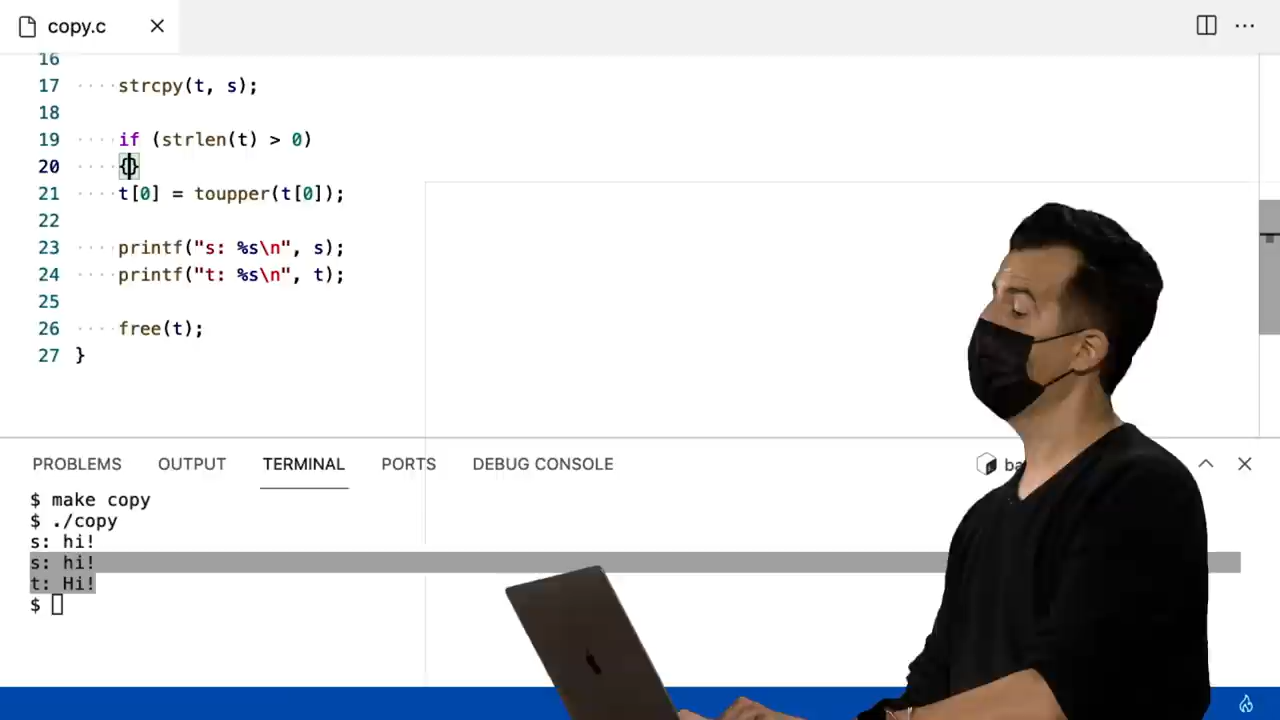 copy.c
16
17 ····strcpy(t, s);
18
19 ····if (strlen(t) > 0)
20 ····{}
21 ····t[0] = toupper(t[0]);
22
23 ····printf("s: %s\n", s);
24 ····printf("t: %s\n", t);
25
26 ····free(t);
27 }
PROBLEMS OUTPUT TERMINAL PORTS DEBUG CONSOLE
$ make copy
$ ./copy
s: hi!
s: hi!
t: Hi!
$